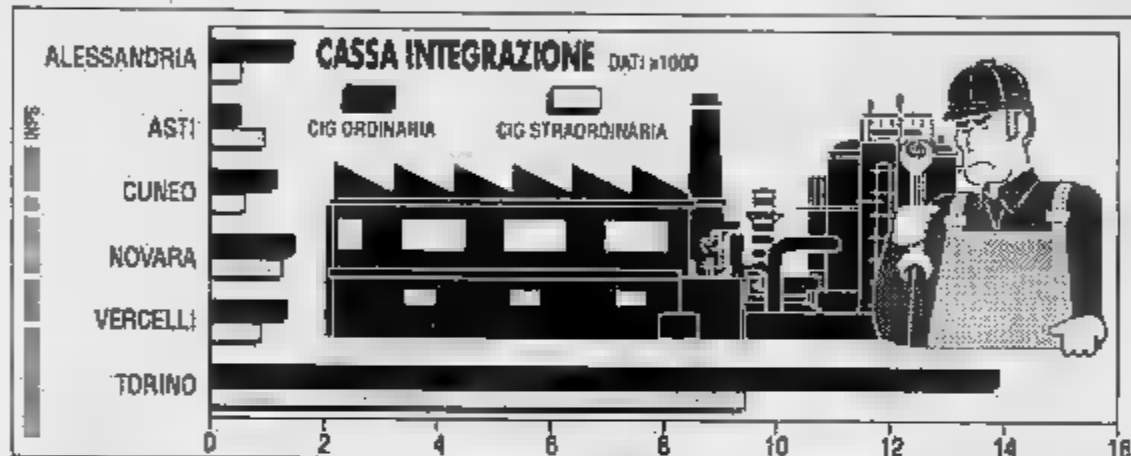 CASSA INTEGRAZIONE DATI x1000
CIG ORDINARIA
CIG STRAORDINARIA
ALESSANDRIA
ASTI
CUNEO
NOVARA
VERCELLI
TORINO
0 2 4 6 8 10 12 14 16